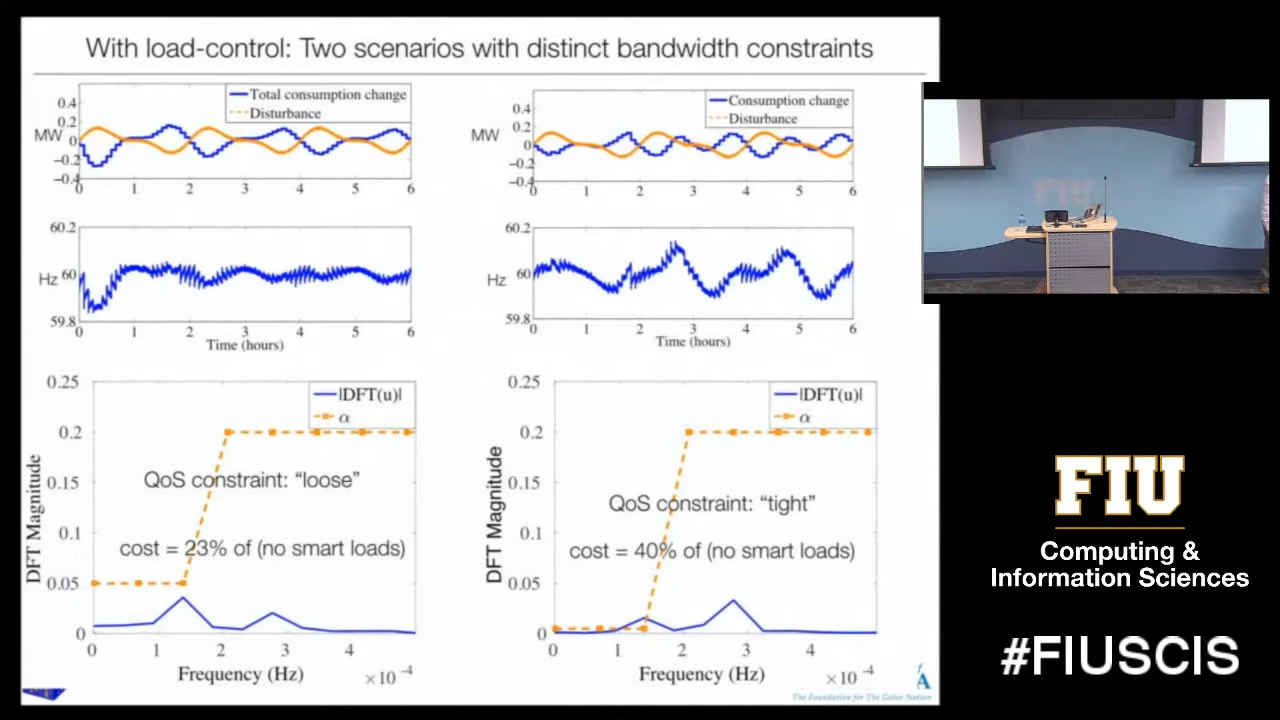 With load-control: Two scenarios with distinct bandwidth constraints
Total consumption change
Disturbance
MW
0.4
0.2
0
−0.2
−0.4
0 1 2 3 4 5 6
Consumption change
Disturbance
MW
0.4
0.2
0
−0.2
−0.4
0 1 2 3 4 5 6
60.2
Hz 60
59.8
0 1 2 3 4 5 6
Time (hours)
60.2
Hz 60
59.8
0 1 2 3 4 5 6
Time (hours)
|DFT(u)|
α
DFT Magnitude
0.25
0.2
0.15
0.1
0.05
0
QoS constraint: “loose”
cost = 23% of (no smart loads)
0 1 2 3 4
Frequency (Hz)
×10⁻⁴
|DFT(u)|
α
DFT Magnitude
0.25
0.2
0.15
0.1
0.05
0
QoS constraint: “tight”
cost = 40% of (no smart loads)
0 1 2 3 4
Frequency (Hz)
×10⁻⁴
The Foundation for The Gator Nation
FIU
FIU
Computing &
Information Sciences
#FIUSCIS